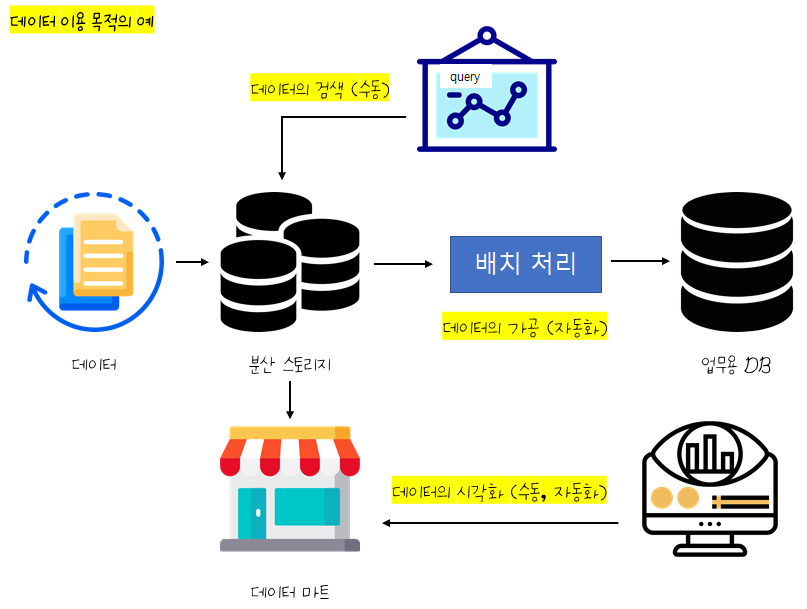 데이터 이용 목적의 예
query
데이터의 검색 (수동)
배치 처리
데이터의 가공 (자동화)
데이터
분산 스토리지
업무용 DB
데이터의 시각화 (수동, 자동화)
데이터 마트